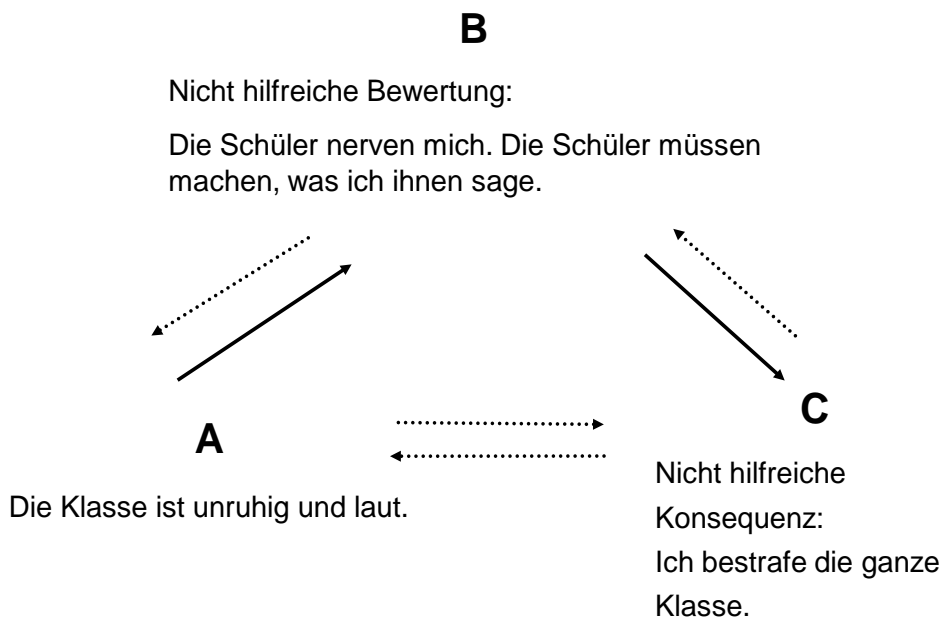 B
Nicht hilfreiche Bewertung:
Die Schüler nerven mich. Die Schüler müssen
machen, was ich ihnen sage.
A
Die Klasse ist unruhig und laut.
C
Nicht hilfreiche
Konsequenz:
Ich bestrafe die ganze
Klasse.